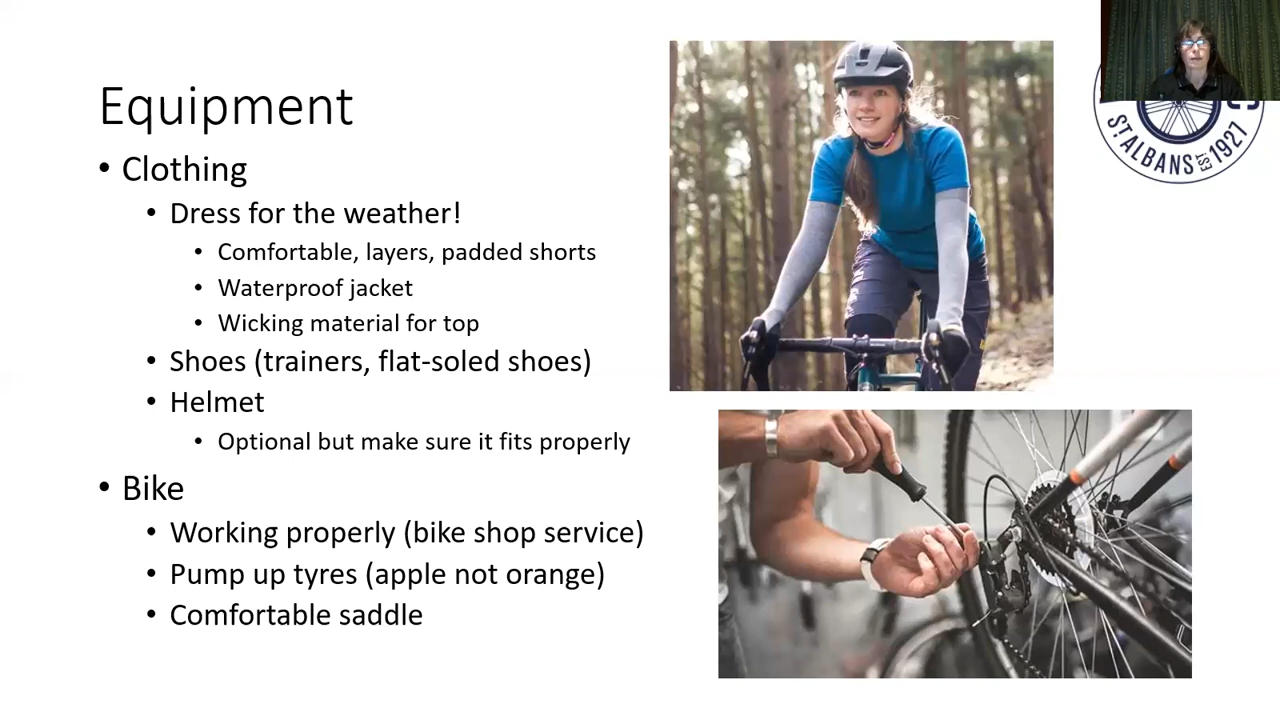 Equipment
• Clothing
• Dress for the weather!
• Comfortable, layers, padded shorts
• Waterproof jacket
• Wicking material for top
• Shoes (trainers, flat-soled shoes)
• Helmet
• Optional but make sure it fits properly
• Bike
• Working properly (bike shop service)
• Pump up tyres (apple not orange)
• Comfortable saddle
ST. ALBANS EST 1927